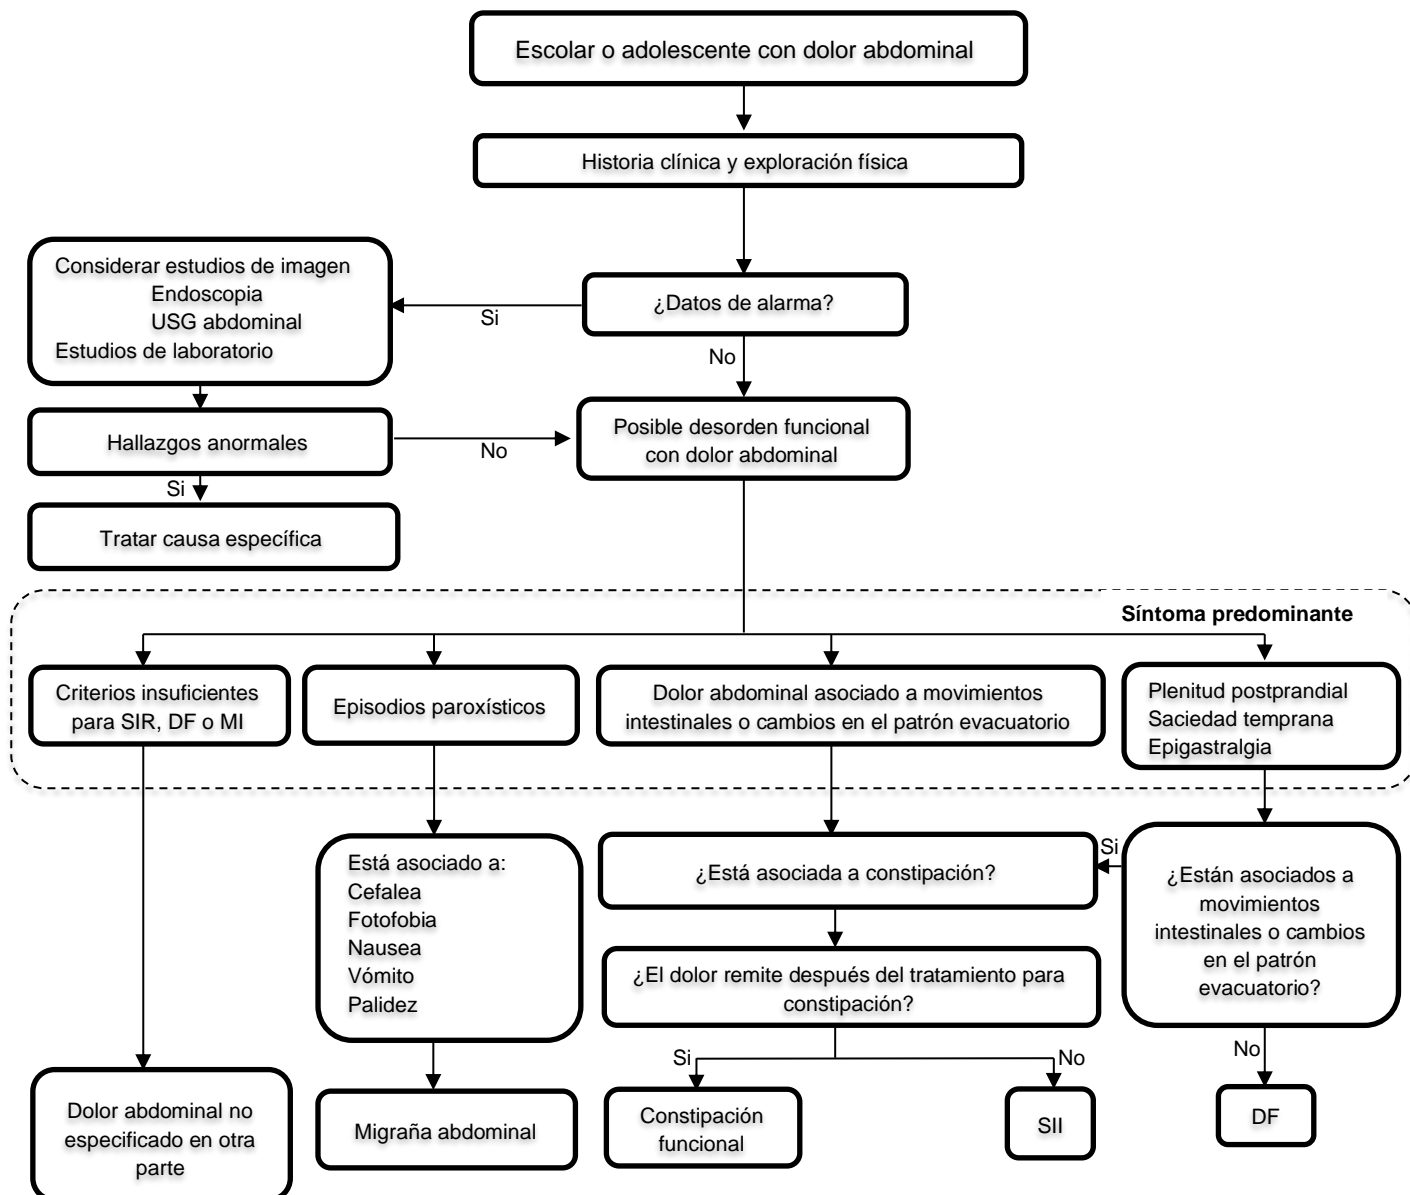 Escolar o adolescente con dolor abdominal
Historia clínica y exploración física
Considerar estudios de imagen
Endoscopia
USG abdominal
Estudios de laboratorio
Si
¿Datos de alarma?
No
Hallazgos anormales
No
Posible desorden funcional
con dolor abdominal
Si
Tratar causa específica
Síntoma predominante
Criterios insuficientes
para SIR, DF o MI
Episodios paroxísticos
Dolor abdominal asociado a movimientos
intestinales o cambios en el patrón evacuatorio
Plenitud postprandial
Saciedad temprana
Epigastralgia
Está asociado a:
Cefalea
Fotofobia
Nausea
Vómito
Palidez
¿Está asociada a constipación?
Si
¿Están asociados a
movimientos
intestinales o cambios
en el patrón
evacuatorio?
¿El dolor remite después del tratamiento para
constipación?
Si
No
No
Dolor abdominal no
especificado en otra
parte
Migraña abdominal
Constipación
funcional
SII
DF